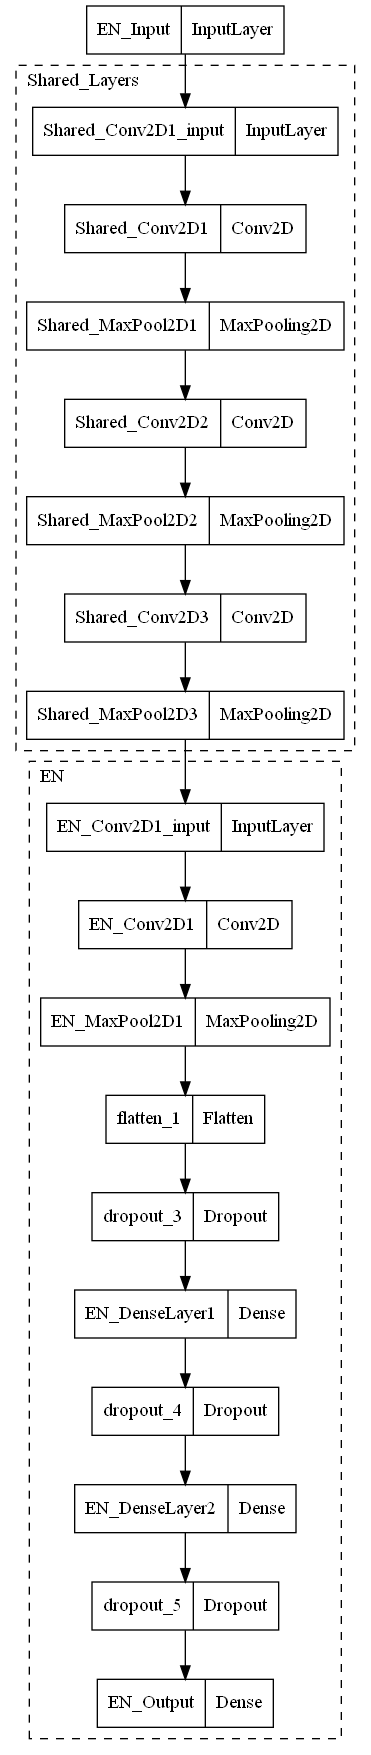 EN_Input InputLayer
Shared_Layers
Shared_Conv2D1_input InputLayer
Shared_Conv2D1 Conv2D
Shared_MaxPool2D1 MaxPooling2D
Shared_Conv2D2 Conv2D
Shared_MaxPool2D2 MaxPooling2D
Shared_Conv2D3 Conv2D
Shared_MaxPool2D3 MaxPooling2D
EN
EN_Conv2D1_input InputLayer
EN_Conv2D1 Conv2D
EN_MaxPool2D1 MaxPooling2D
flatten_1 Flatten
dropout_3 Dropout
EN_DenseLayer1 Dense
dropout_4 Dropout
EN_DenseLayer2 Dense
dropout_5 Dropout
EN_Output Dense